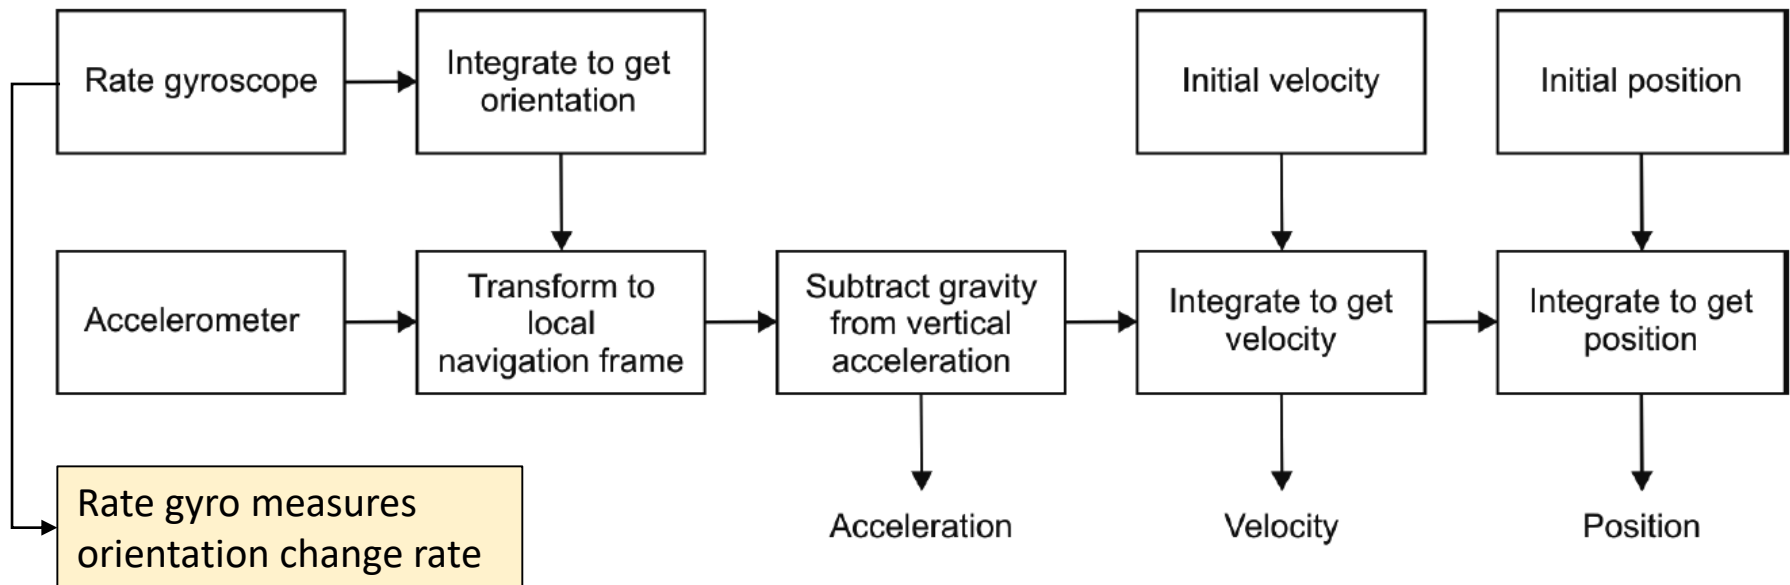 Rate gyroscope
Integrate to get
orientation
Initial velocity
Initial position
Accelerometer
Transform to
local
navigation frame
Subtract gravity
from vertical
acceleration
Integrate to get
velocity
Integrate to get
position
Rate gyro measures
orientation change rate
Acceleration
Velocity
Position